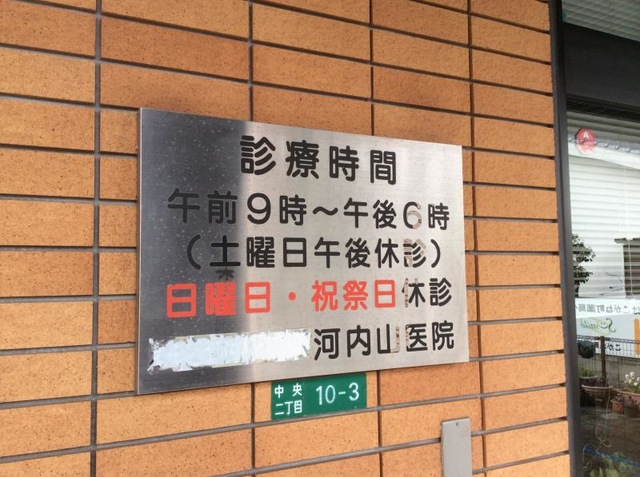 診療時間
午前9時～午後6時
(土曜日午後休診)
日曜日・祝祭日休診
河内山医院
中央
二丁目 10-3